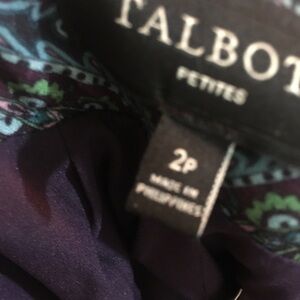 TALBOT
PETITES
2P
MADE IN
PHILIPPINES